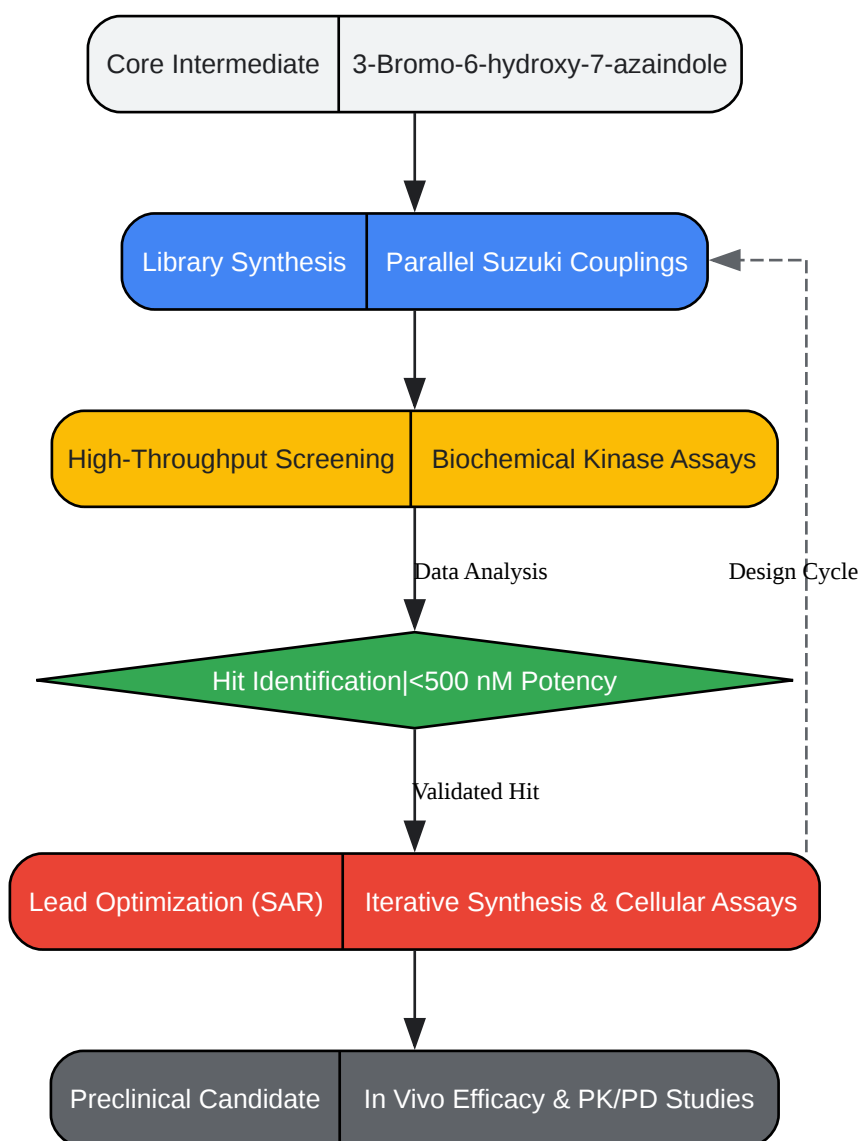 Core Intermediate
3-Bromo-6-hydroxy-7-azaindole
Library Synthesis
Parallel Suzuki Couplings
High-Throughput Screening
Biochemical Kinase Assays
Data Analysis
Design Cycle
Hit Identification|<500 nM Potency
Validated Hit
Lead Optimization (SAR)
Iterative Synthesis & Cellular Assays
Preclinical Candidate
In Vivo Efficacy & PK/PD Studies